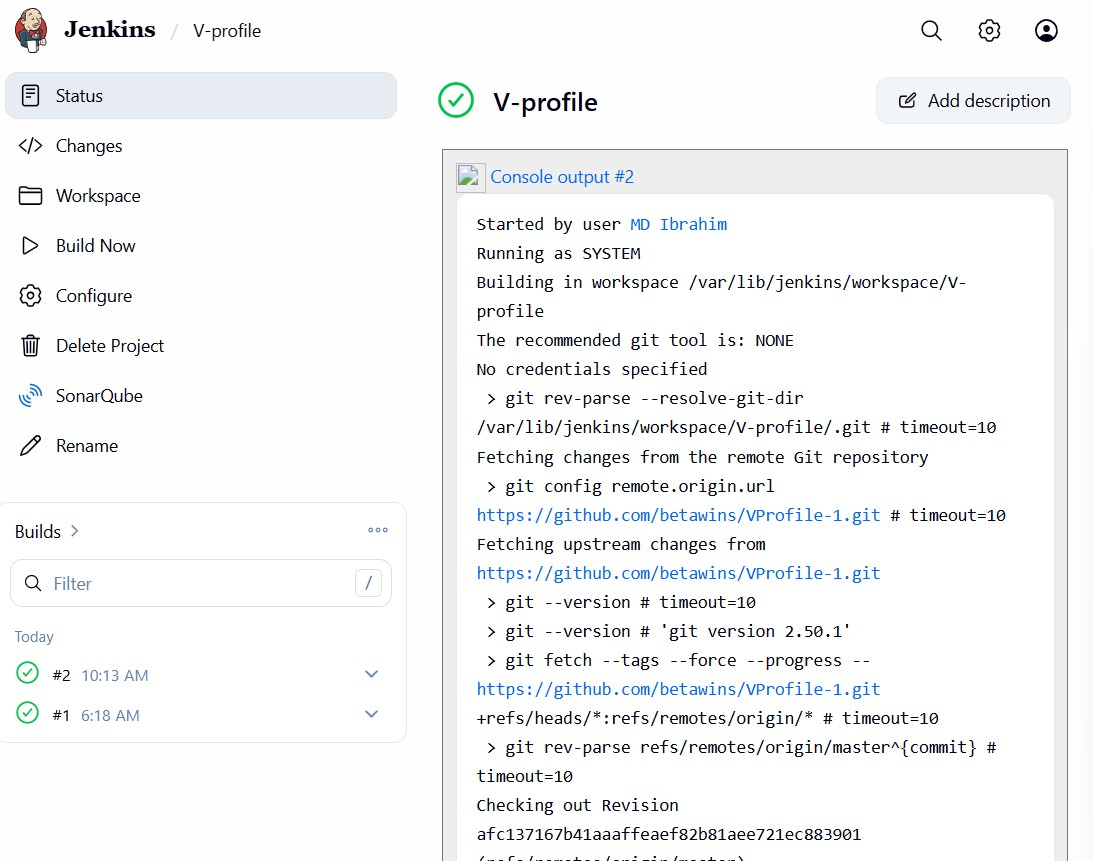 Jenkins / V-profile
Status
Changes
Workspace
Build Now
Configure
Delete Project
SonarQube
Rename
Builds
Filter /
Today
#2 10:13 AM
#1 6:18 AM
V-profile
Add description
Console output #2
Started by user MD Ibrahim
Running as SYSTEM
Building in workspace /var/lib/jenkins/workspace/V-
profile
The recommended git tool is: NONE
No credentials specified
> git rev-parse --resolve-git-dir
/var/lib/jenkins/workspace/V-profile/.git # timeout=10
Fetching changes from the remote Git repository
> git config remote.origin.url
https://github.com/betawins/VProfile-1.git # timeout=10
Fetching upstream changes from
https://github.com/betawins/VProfile-1.git
> git --version # timeout=10
> git --version # 'git version 2.50.1'
> git fetch --tags --force --progress --
https://github.com/betawins/VProfile-1.git
+refs/heads/*:refs/remotes/origin/* # timeout=10
> git rev-parse refs/remotes/origin/master^{commit} #
timeout=10
Checking out Revision
afc137167b41aaaffeaef82b81aee721ec883901
(refs/remotes/origin/master)